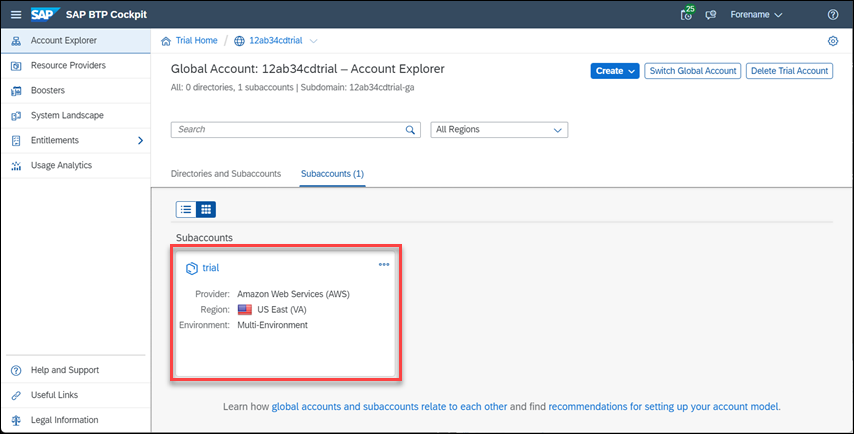 SAP SAP BTP Cockpit 25 Forename
Account Explorer
Resource Providers
Boosters
System Landscape
Entitlements
Usage Analytics
Trial Home / 12ab34cdtrial
Global Account: 12ab34cdtrial – Account Explorer
Create Switch Global Account Delete Trial Account
All: 0 directories, 1 subaccounts | Subdomain: 12ab34cdtrial-ga
Search All Regions
Directories and Subaccounts Subaccounts (1)
Subaccounts
trial
Provider: Amazon Web Services (AWS)
Region: US East (VA)
Environment: Multi-Environment
Learn how global accounts and subaccounts relate to each other and find recommendations for setting up your account model.
Help and Support
Useful Links
Legal Information